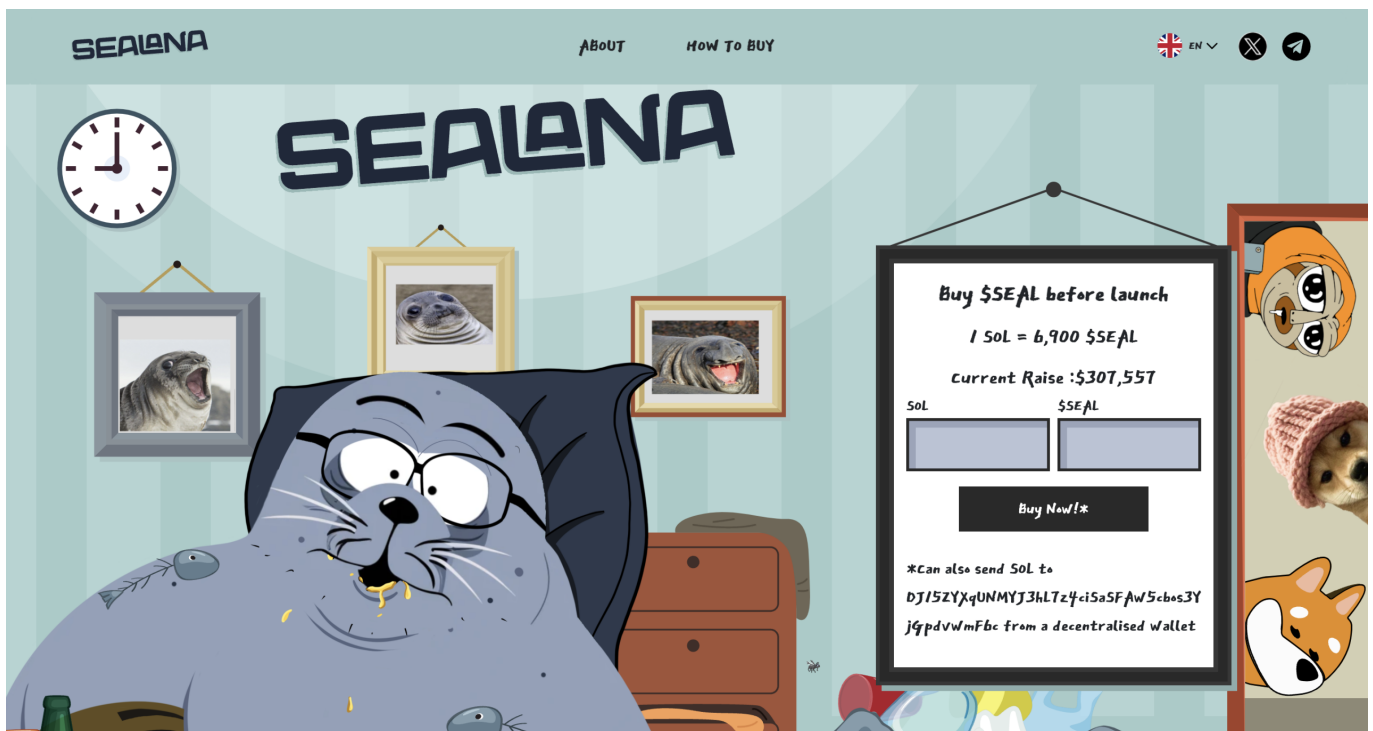 SEALANA
ABOUT
HOW TO BUY
EN
SEALANA
Buy $SEAL before launch
1 SOL = 6,900 $SEAL
Current Raise :$307,557
SOL
$SEAL
Buy Now!*
*Can also send SOL to
DJ15ZYXqUNMYJ3hL7z4ciSaSFAW5cbos3Y
jGpdvWmFbc from a decentralised wallet